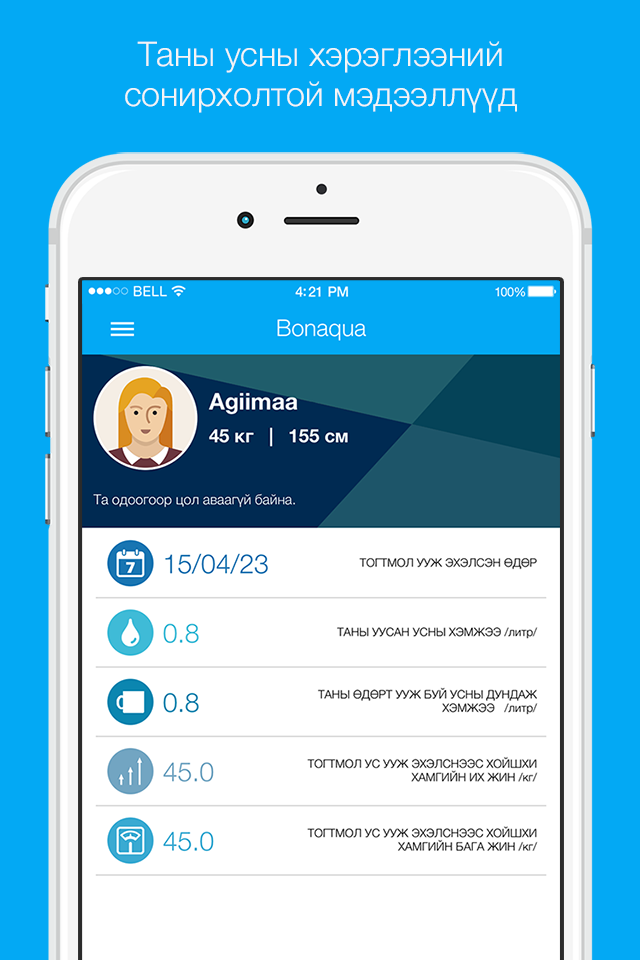 Таны усны хэрэглээний
сонирхолтой мэдээллүүд
BELL 4:21 PM 100%
Bonaqua
Agiimaa
45 кг | 155 см
Та одоогоор цол аваагүй байна.
7 15/04/23 ТОГТМОЛ УУЖ ЭХЭЛСЭН ӨДӨР
0.8 ТАНЫ УУСАН УСНЫ ХЭМЖЭЭ /литр/
0.8 ТАНЫ ӨДӨРТ УУЖ БУЙ УСНЫ ДУНДАЖ
ХЭМЖЭЭ /литр/
45.0 ТОГТМОЛ УС УУЖ ЭХЭЛСНЭЭС ХОЙШХИ
ХАМГИЙН ИХ ЖИН /кг/
45.0 ТОГТМОЛ УС УУЖ ЭХЭЛСНЭЭС ХОЙШХИ
ХАМГИЙН БАГА ЖИН /кг/